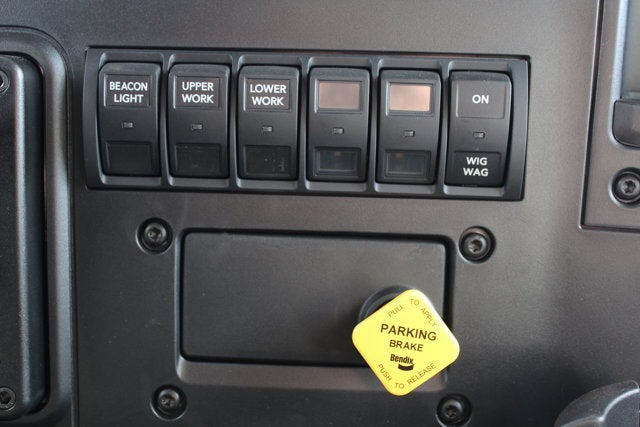 BEACON
LIGHT
UPPER
WORK
LOWER
WORK
ON
WIG
WAG
PULL TO APPLY
PARKING
BRAKE
Bendix
PUSH TO RELEASE